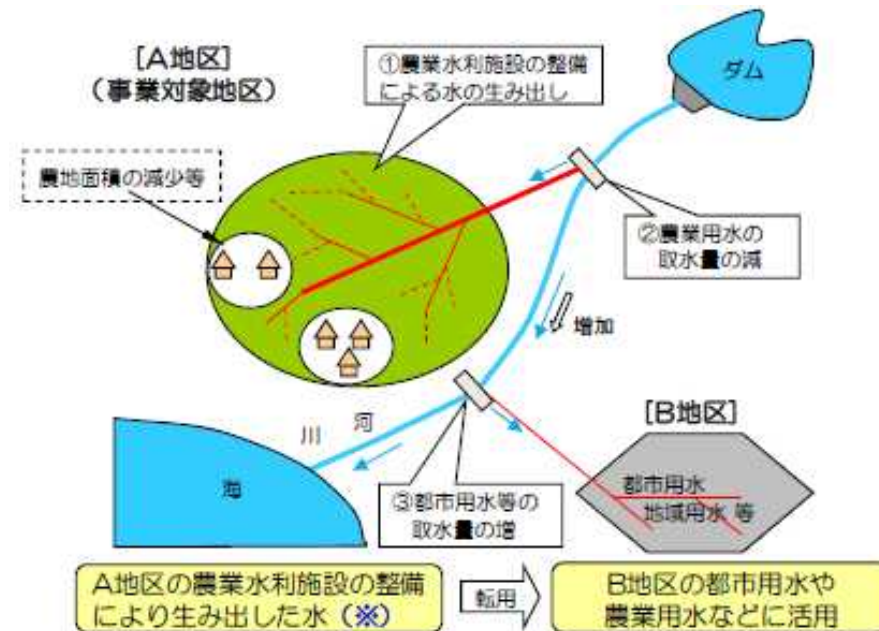 [A地区]
(事業対象地区)
①農業水利施設の整備
による水の生み出し
ダム
農地面積の減少等
②農業用水の
取水量の減
増加
川河
[B地区]
海
③都市用水等の
取水量の増
都市用水
地域用水 等
A地区の農業水利施設の整備
により生み出した水(※)
転用
B地区の都市用水や
農業用水などに活用